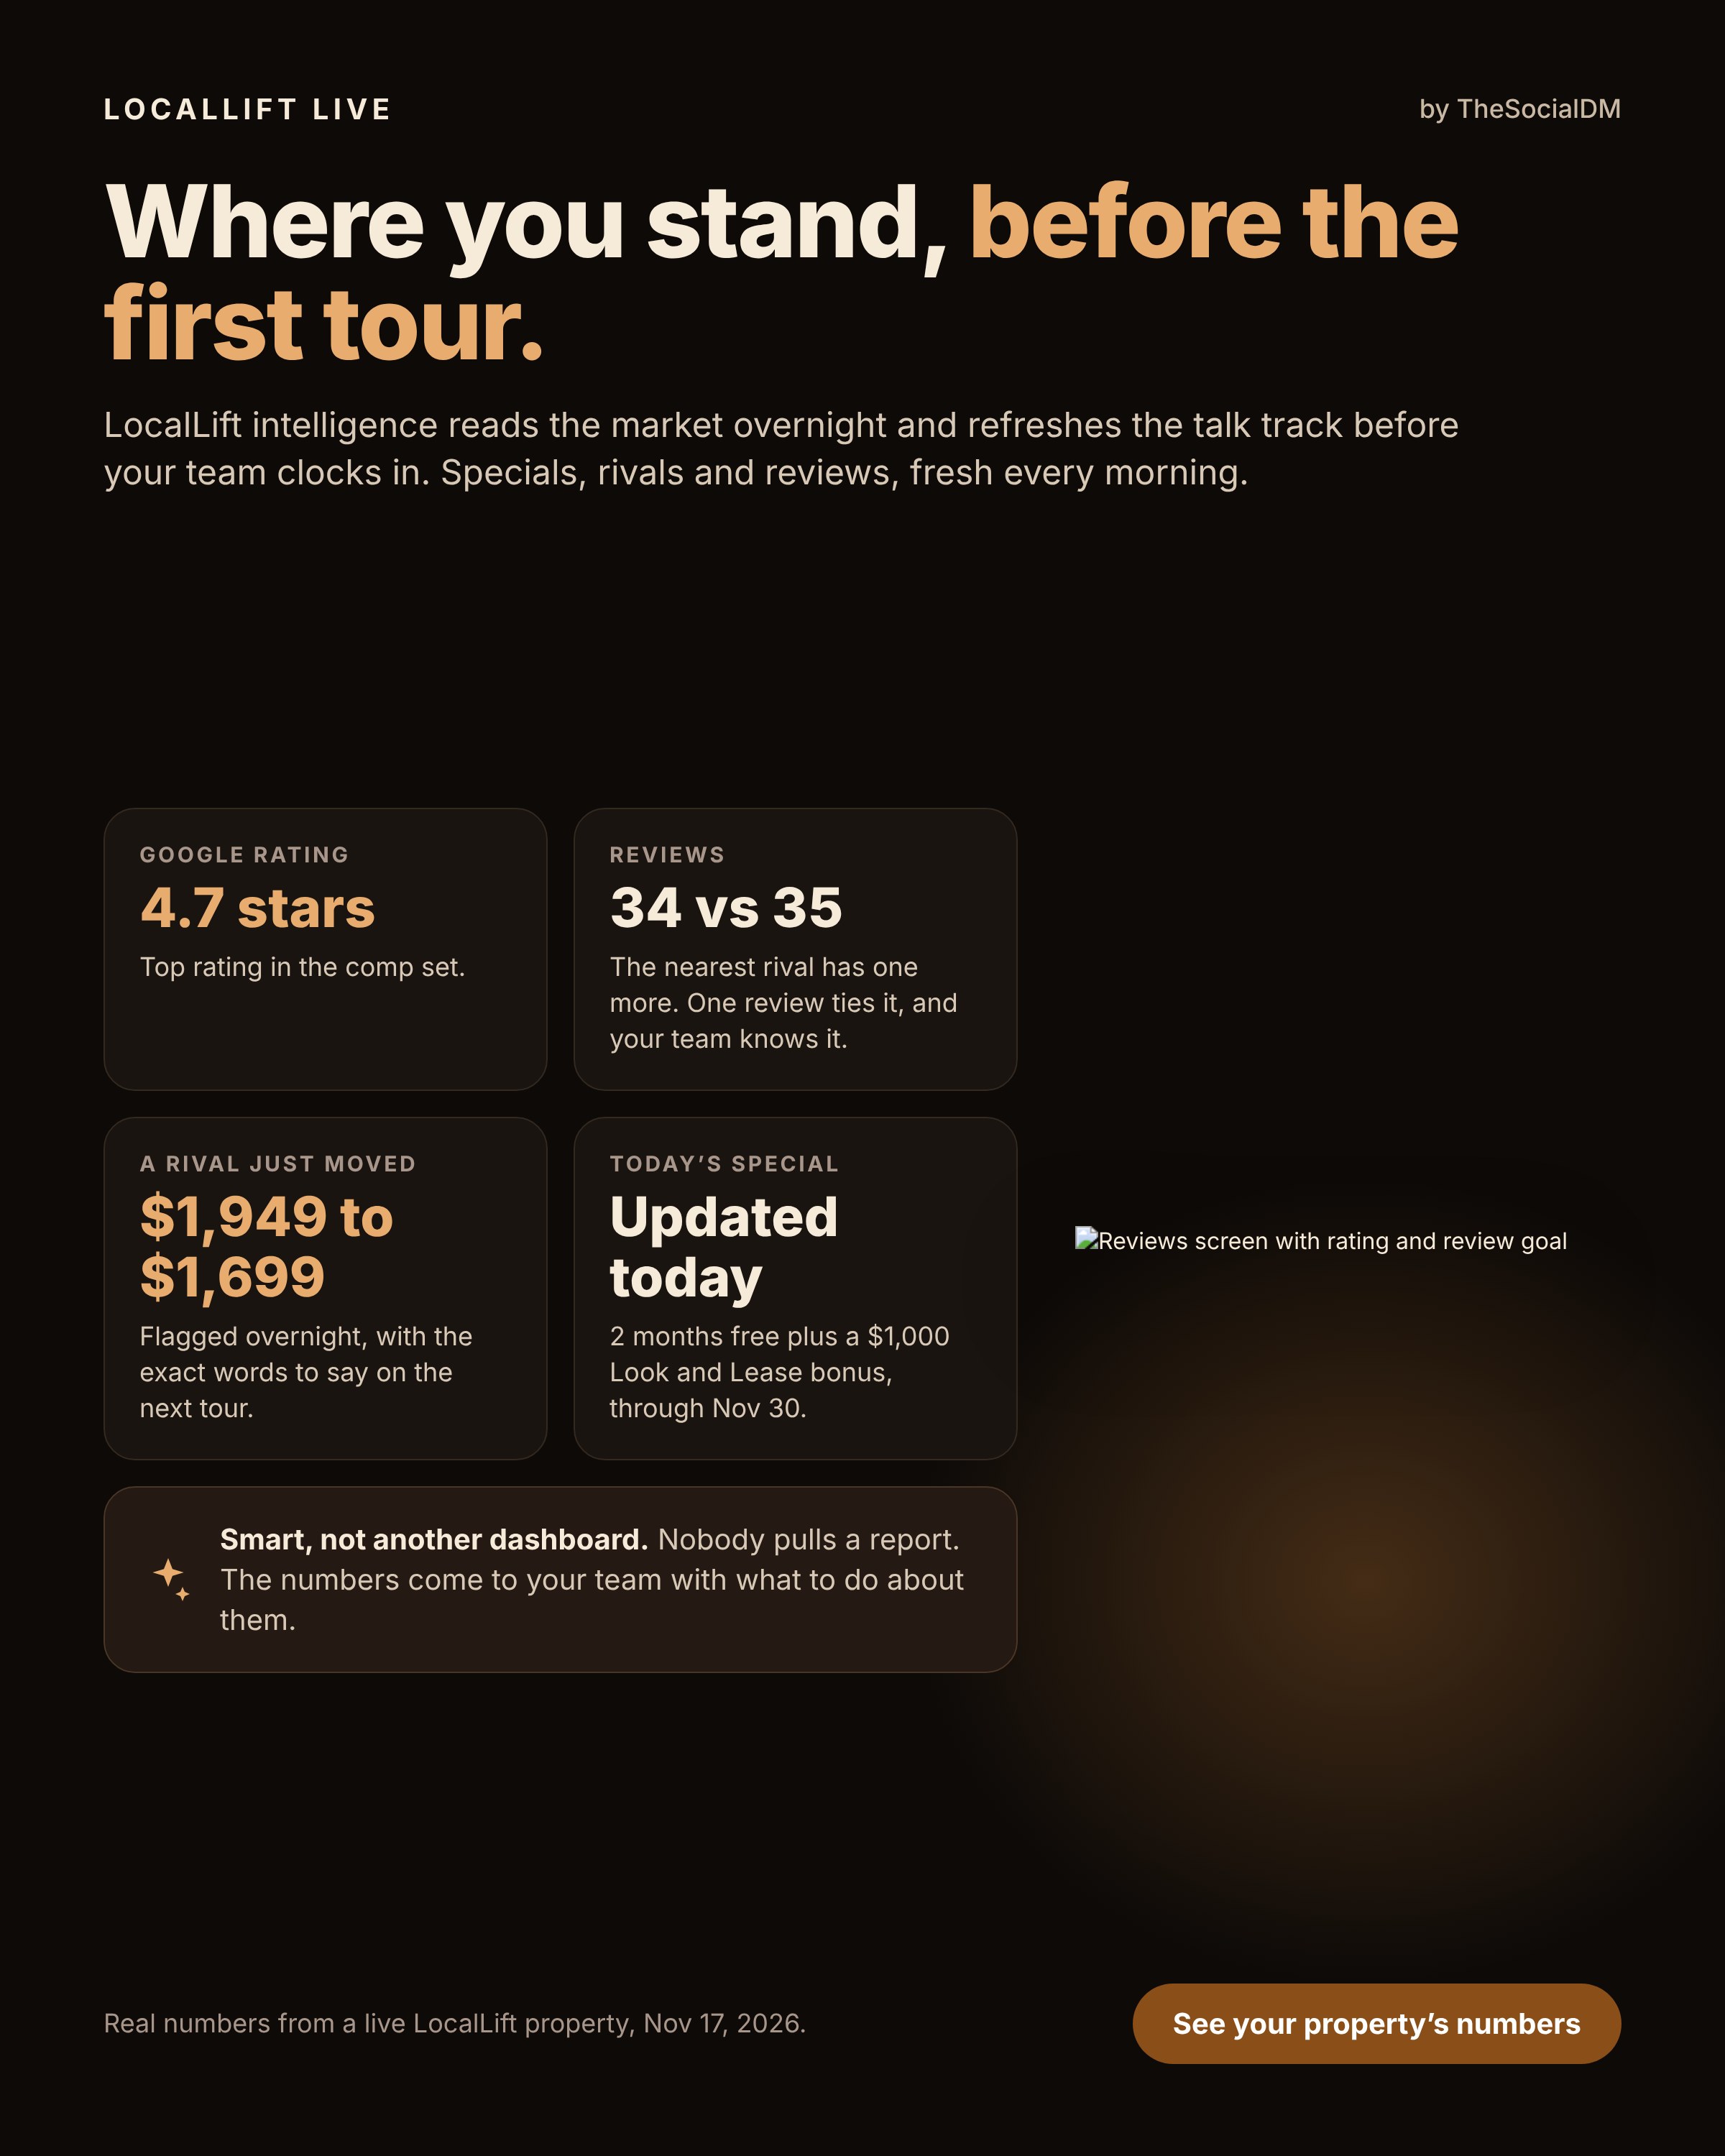 LOCALLIFT LIVE
by TheSocialDM
Where you stand, before the
first tour.
LocalLift intelligence reads the market overnight and refreshes the talk track before
your team clocks in. Specials, rivals and reviews, fresh every morning.
GOOGLE RATING
4.7 stars
Top rating in the comp set.
REVIEWS
34 vs 35
The nearest rival has one
more. One review ties it, and
your team knows it.
A RIVAL JUST MOVED
$1,949 to
$1,699
Flagged overnight, with the
exact words to say on the
next tour.
TODAY’S SPECIAL
Updated
today
2 months free plus a $1,000
Look and Lease bonus,
through Nov 30.
Reviews screen with rating and review goal
Smart, not another dashboard. Nobody pulls a report.
The numbers come to your team with what to do about
them.
Real numbers from a live LocalLift property, Nov 17, 2026.
See your property’s numbers